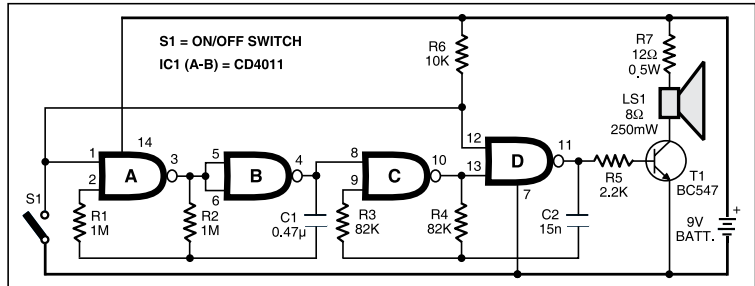 S1 = ON/OFF SWITCH
IC1 (A-B) = CD4011
R6
10K
R7
12Ω
0.5W
LS1
8Ω
250mW
14
1
2
3
A
5
6
4
B
8
9
10
C
12
13
11
D
7
R5
2.2K
T1
BC547
S1
R1
1M
R2
1M
C1
0.47µ
R3
82K
R4
82K
C2
15n
9V
BATT.
+